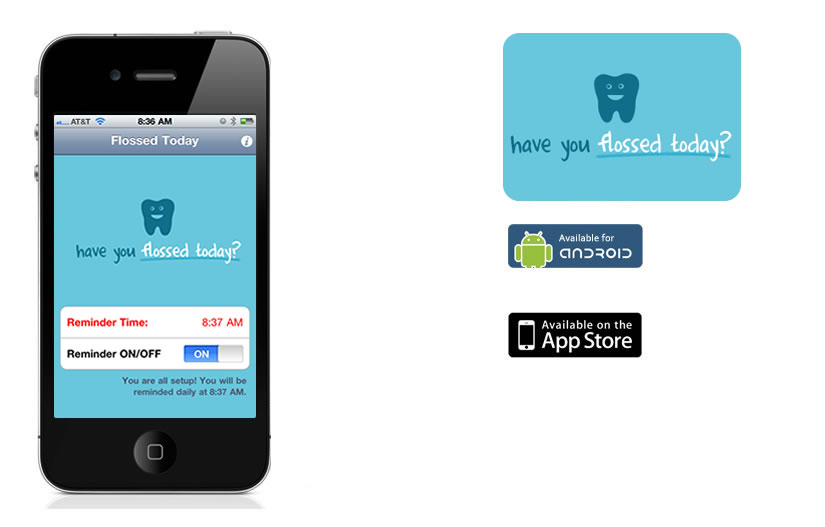 AT&T 8:36 AM
Flossed Today
have you flossed today?
Reminder Time: 8:37 AM
Reminder ON/OFF ON
You are all setup! You will be
reminded daily at 8:37 AM.
have you flossed today?
Available for
ANDROID
Available on the
App Store